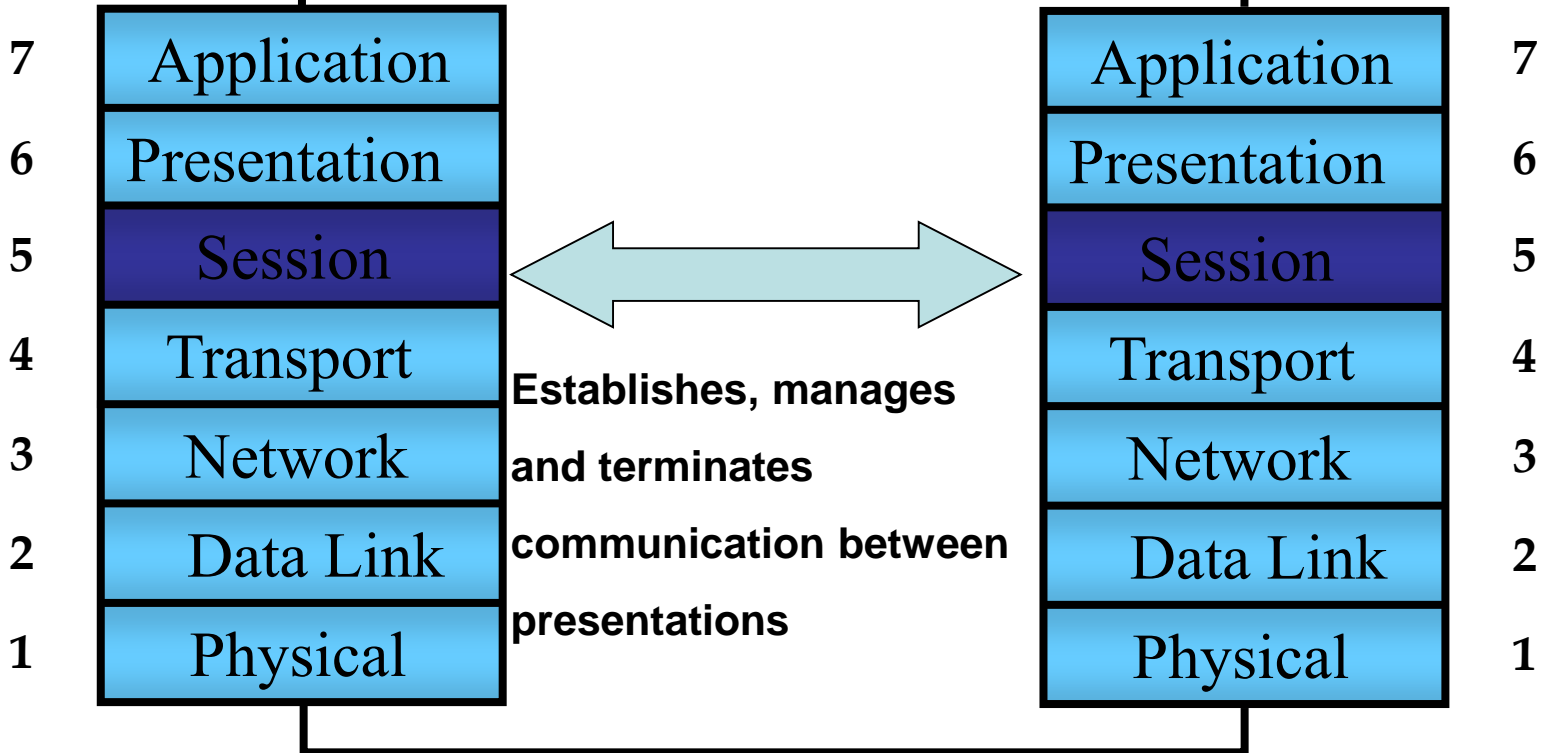 7 Application Application 7
6 Presentation Presentation 6
5 Session Session 5
4 Transport Transport 4
Establishes, manages
3 Network and terminates Network 3
2 Data Link communication between Data Link 2
presentations
1 Physical Physical 1